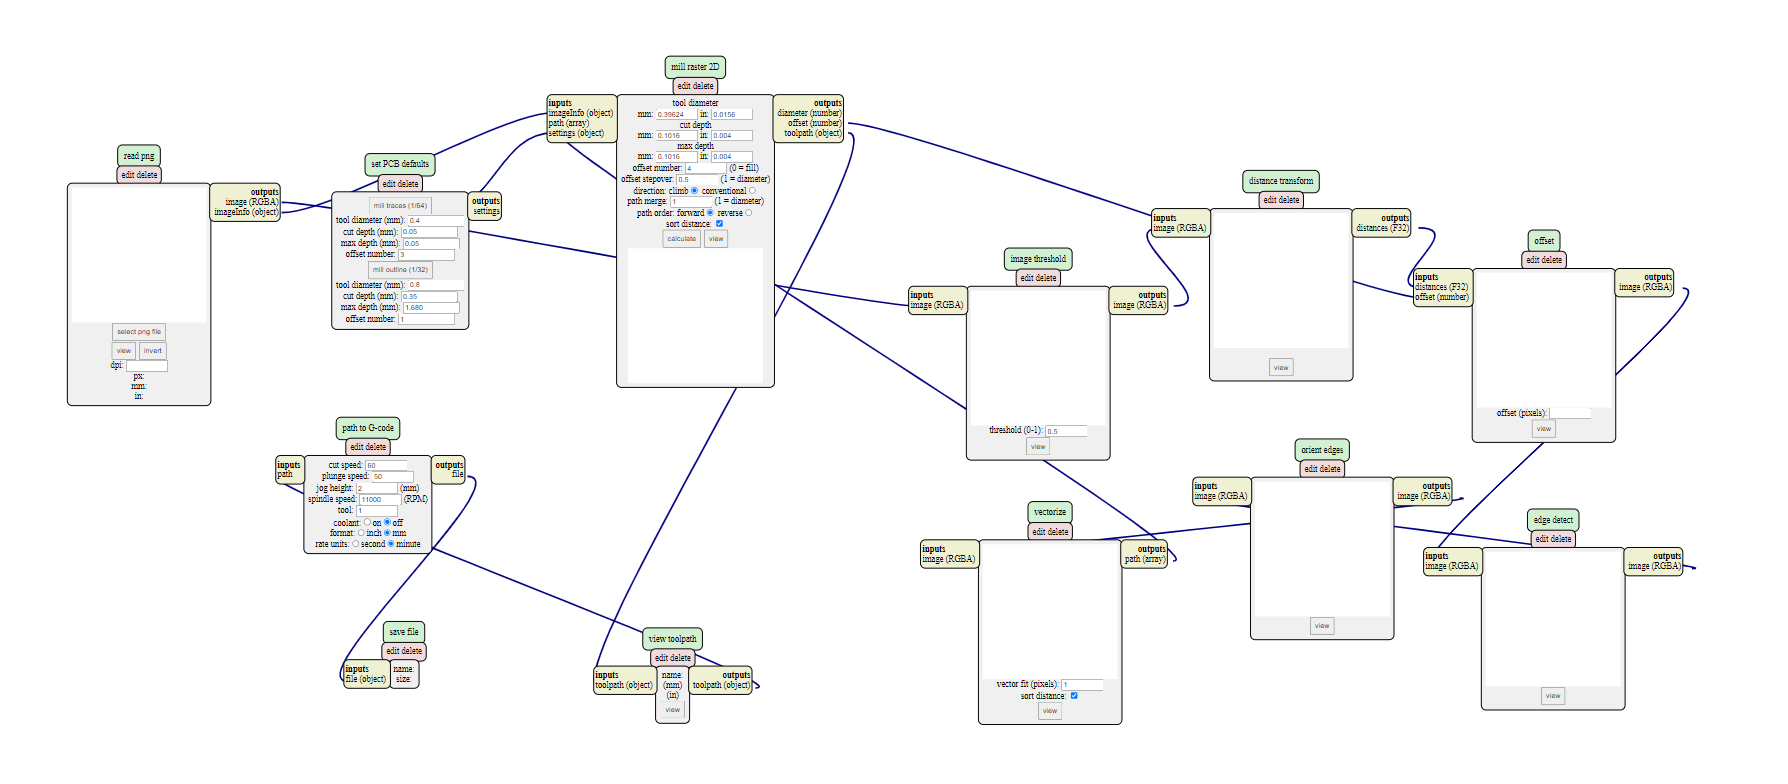 read png
edit delete
outputs
image (RGBA)
imageInfo (object)
select png file
view invert
dpi:
px:
mm:
in:
set PCB defaults
edit delete
outputs
settings
mill traces (1/64)
tool diameter (mm): 0.4
cut depth (mm): 0.05
max depth (mm): 0.05
offset number: 3
mill outline (1/32)
tool diameter (mm): 0.8
cut depth (mm): 0.35
max depth (mm): 1.680
offset number: 1
mill raster 2D
edit delete
inputs
imageInfo (object)
path (array)
settings (object)
outputs
diameter (number)
offset (number)
toolpath (object)
tool diameter
mm: 0.39624 in: 0.0156
cut depth
mm: 0.1016 in: 0.004
max depth
mm: 0.1016 in: 0.004
offset number: 4 (0 = fill)
offset stepover: 0.5 (1 = diameter)
direction: climb conventional
path merge: 1 (1 = diameter)
path order: forward reverse
sort distance:
calculate view
image threshold
edit delete
inputs
image (RGBA)
outputs
image (RGBA)
threshold (0-1): 0.5
view
distance transform
edit delete
inputs
image (RGBA)
outputs
distances (F32)
view
offset
edit delete
inputs
distances (F32)
offset (number)
outputs
image (RGBA)
offset (pixels):
view
path to G-code
edit delete
inputs
path
outputs
file
cut speed: 60
plunge speed: 50
jog height: 2 (mm)
spindle speed: 11000 (RPM)
tool: 1
coolant: on off
format: inch mm
rate units: second minute
save file
edit delete
inputs
file (object)
name:
size:
view toolpath
edit delete
inputs
toolpath (object)
name:
(mm)
(in)
view
outputs
toolpath (object)
vectorize
edit delete
inputs
image (RGBA)
outputs
path (array)
vector fit (pixels): 1
sort distance:
view
orient edges
edit delete
inputs
image (RGBA)
outputs
image (RGBA)
view
edge detect
edit delete
inputs
image (RGBA)
outputs
image (RGBA)
view